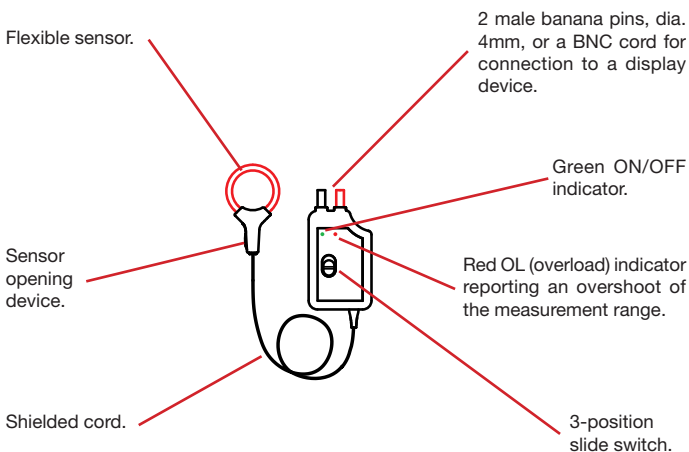 Flexible sensor.
2 male banana pins, dia.
4mm, or a BNC cord for
connection to a display
device.
Green ON/OFF
indicator.
Sensor
opening
device.
Red OL (overload) indicator
reporting an overshoot of
the measurement range.
Shielded cord.
3-position
slide switch.